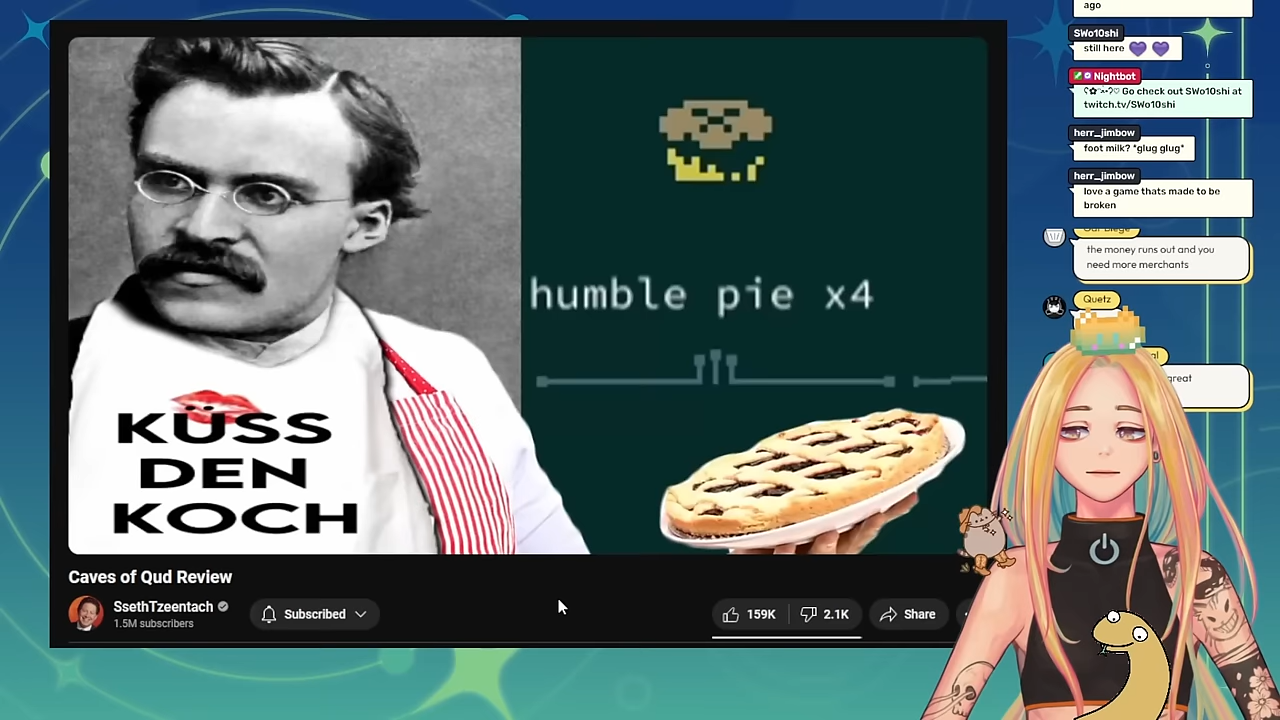 KÜSS
DEN
KOCH
humble pie x4
Caves of Qud Review
SsethTzeentach
1.5M subscribers
Subscribed
159K
2.1K
Share
ago
SWo10shi
still here
Nightbot
Go check out SWo10shi at
twitch.tv/SWo10shi
herr_jimbow
foot milk? *glug glug*
herr_jimbow
love a game thats made to be
broken
the money runs out and you
need more merchants
Quetz
al
great